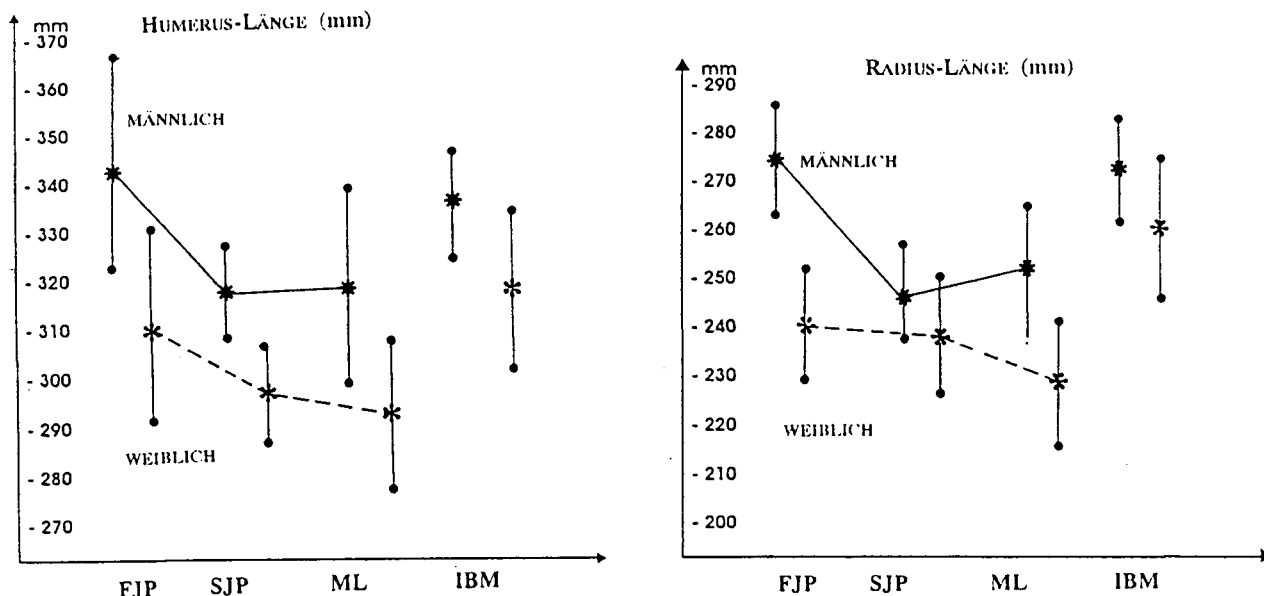 mm
HUMERUS-LÄNGE (mm)
- 370
- 360
- 350
- 340
- 330
- 320
- 310
- 300
- 290
- 280
- 270
MÄNNLICH
WEIBLICH
FJP SJP ML IBM
mm
RADIUS-LÄNGE (mm)
- 290
- 280
- 270
- 260
- 250
- 240
- 230
- 220
- 210
- 200
MÄNNLICH
WEIBLICH
FJP SJP ML IBM